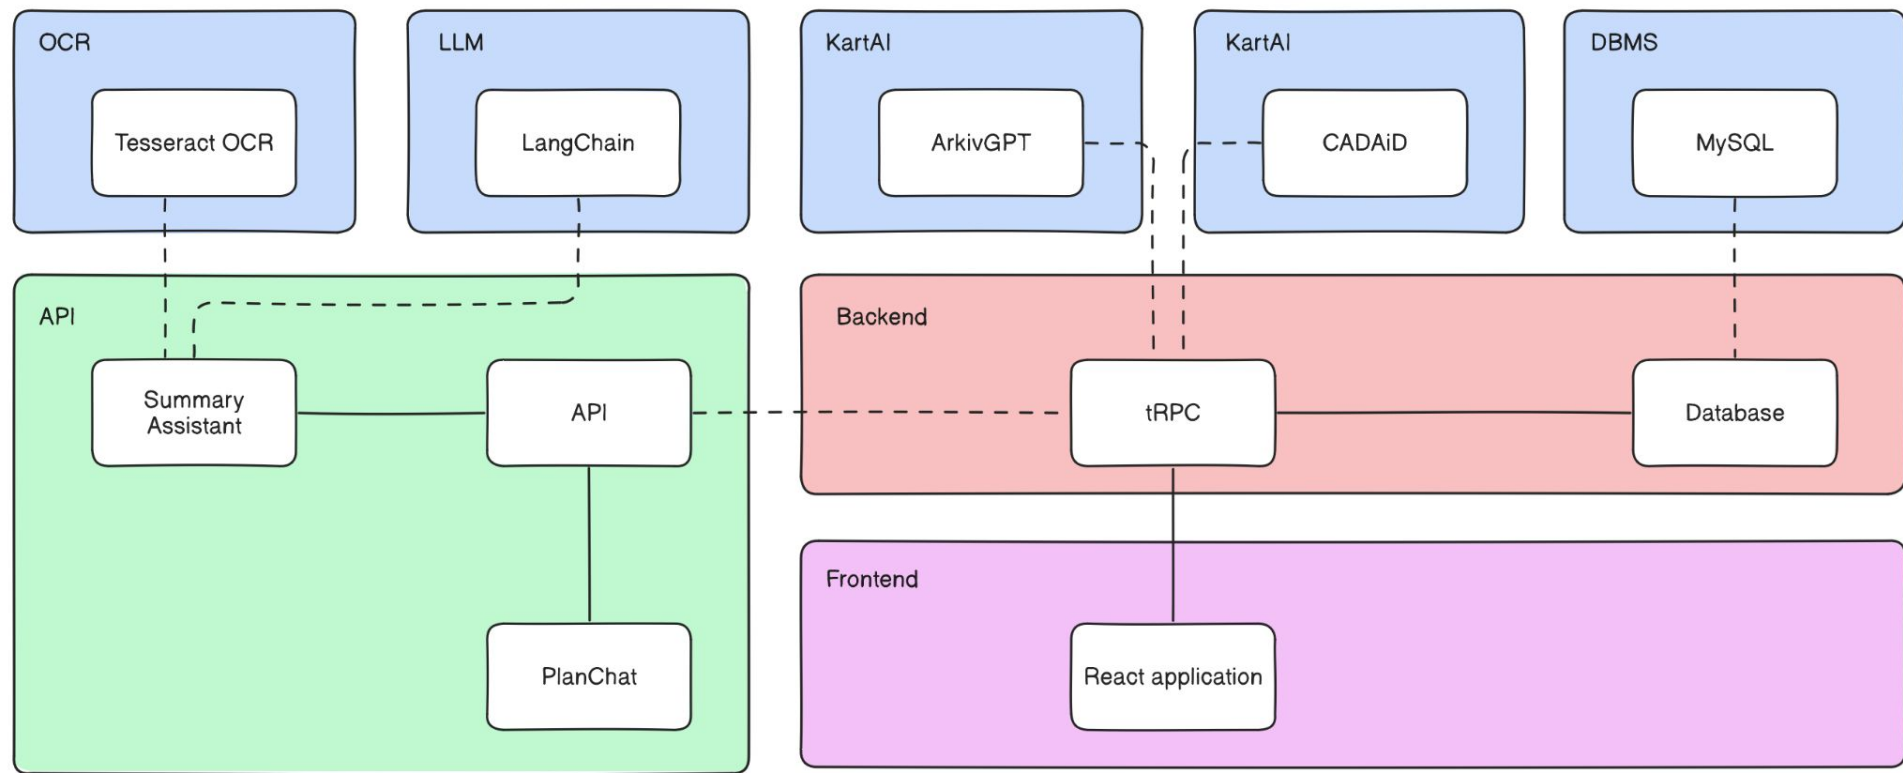 OCR
Tesseract OCR
LLM
LangChain
KartAI
ArkivGPT
KartAI
CADAiD
DBMS
MySQL
API
Summary
Assistant
API
PlanChat
Backend
tRPC
Database
Frontend
React application